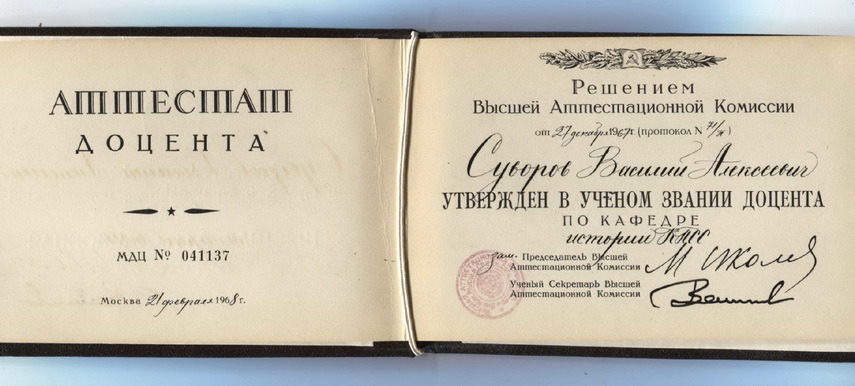 АТТЕСТАТ
ДОЦЕНТА
МДЦ № 041137
Москва 21 февраля 1968 г.
Решением
Высшей Аттестационной Комиссии
от 27 декабря 1967 г. (протокол N 71/п)
Суворов Василий Алексеевич
УТВЕРЖДЕН В УЧЕНОМ ЗВАНИИ ДОЦЕНТА
ПО КАФЕДРЕ
истории КПСС
зам. Председатель Высшей
Аттестационной Комиссии
Ученый Секретарь Высшей
Аттестационной Комиссии